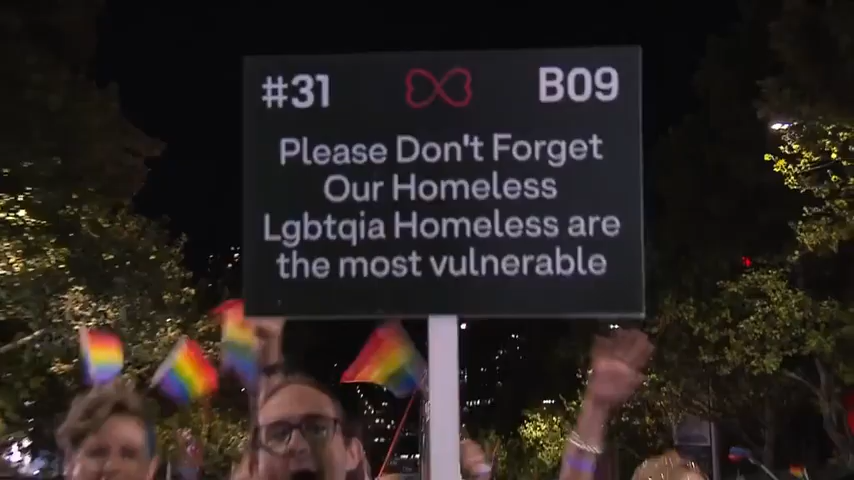 #31 B09
Please Don't Forget
Our Homeless
Lgbtqia Homeless are
the most vulnerable